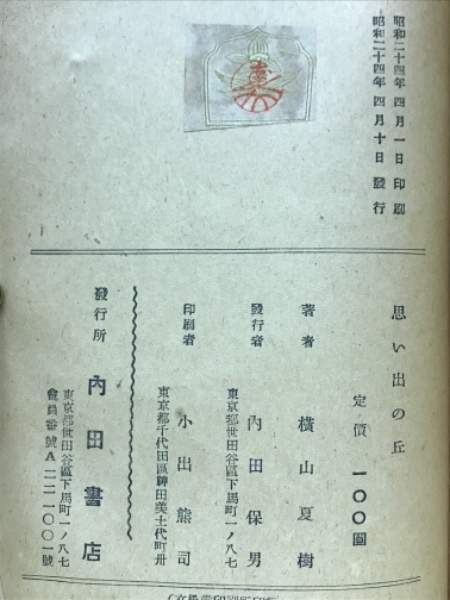 昭和二十四年四月一日印刷
昭和二十四年四月十日發行
思い出の丘
定價 一〇〇圓
著者 横山夏樹
發行者 內田保男
東京都世田谷區下馬町一ノ八七
印刷者 小出熊司
東京都千代田區神田美土代町卅
發行所 內田書店
東京都世田谷區下馬町一ノ八七
會員番號A二二一〇〇一號